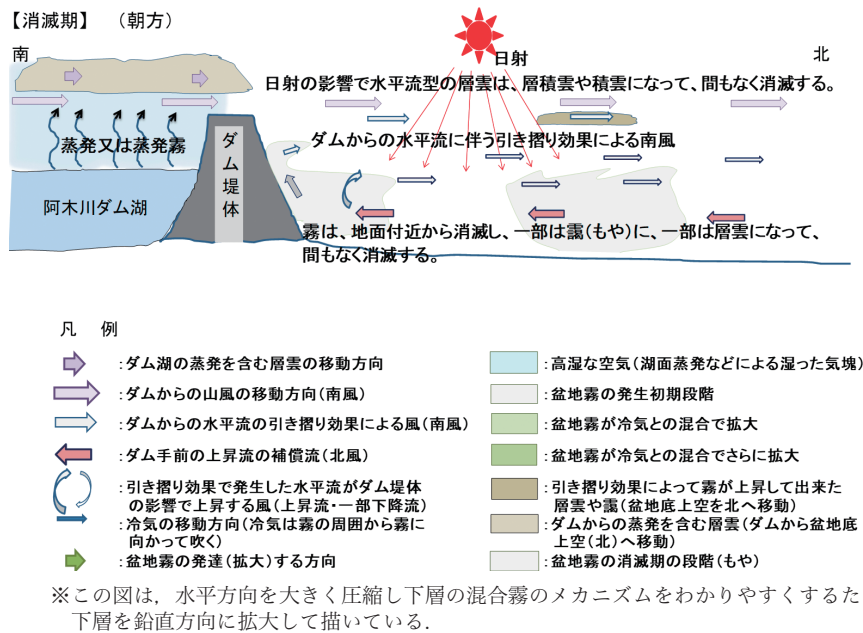 【消滅期】　（朝方）
南
北
日射
日射の影響で水平流型の層雲は、層積雲や積雲になって、間もなく消滅する。
ダムからの水平流に伴う引き摺り効果による南風
蒸発又は蒸発霧
ダム堤体
阿木川ダム湖
霧は、地面付近から消滅し、一部は靄（もや）に、一部は層雲になって、
間もなく消滅する。
凡　例
：ダム湖の蒸発を含む層雲の移動方向
：ダムからの山風の移動方向（南風）
：ダムからの水平流の引き摺り効果による風（南風）
：ダム手前の上昇流の補償流（北風）
：引き摺り効果で発生した水平流がダム堤体
の影響で上昇する風（上昇流・一部下降流）
：冷気の移動方向（冷気は霧の周囲から霧に
向かって吹く）
：盆地霧の発達（拡大）する方向
：高湿な空気（湖面蒸発などによる湿った気塊）
：盆地霧の発生初期段階
：盆地霧が冷気との混合で拡大
：盆地霧が冷気との混合でさらに拡大
：引き摺り効果によって霧が上昇して出来た
層雲や靄（盆地底上空を北へ移動）
：ダムからの蒸発を含む層雲（ダムから盆地底
上空（北）へ移動）
：盆地霧の消滅期の段階（もや）
※この図は，水平方向を大きく圧縮し下層の混合霧のメカニズムをわかりやすくするた
下層を鉛直方向に拡大して描いている．